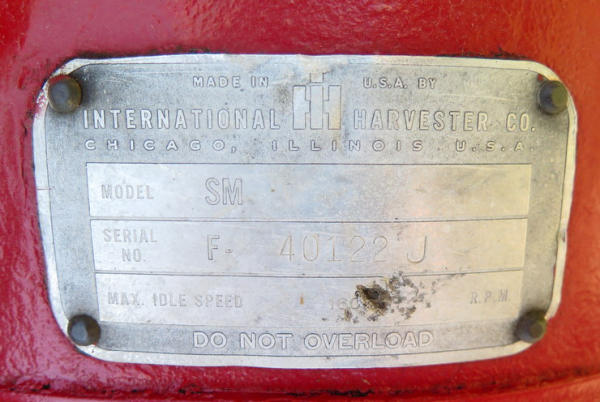 MADE IN U.S.A. BY
INTERNATIONAL IH HARVESTER CO.
CHICAGO, ILLINOIS. U.S.A.
MODEL SM
SERIAL NO. F- 40122 J
MAX. IDLE SPEED R.P.M.
DO NOT OVERLOAD